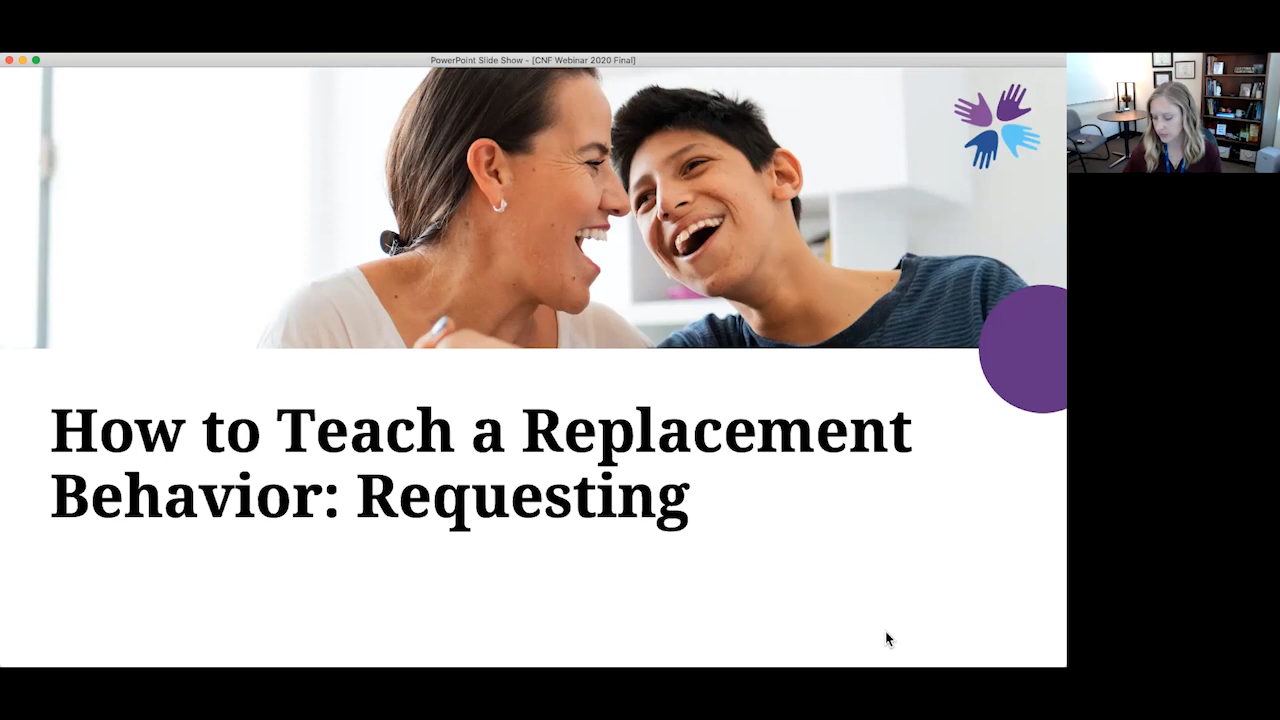 PowerPoint Slide Show - [CNF Webinar 2020 Final]
How to Teach a Replacement
Behavior: Requesting